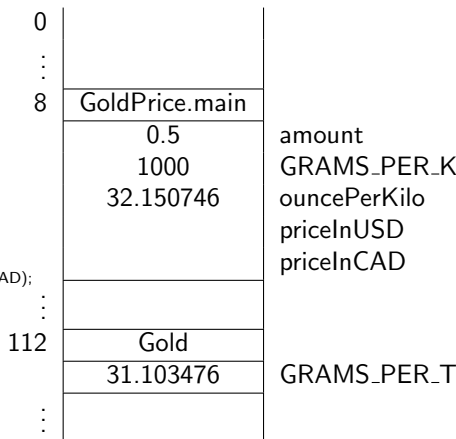 0
⋮
8 GoldPrice.main
0.5 amount
1000 GRAMS_PER_K
32.150746 ouncePerKilo
priceInUSD
priceInCAD
AD);
⋮
112 Gold
31.103476 GRAMS_PER_T
⋮